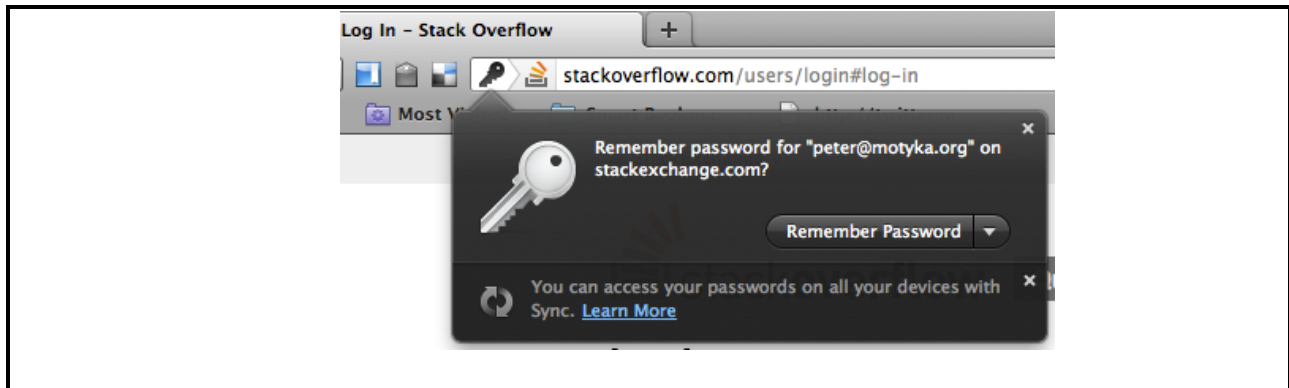 Log In – Stack Overflow
+
stackoverflow.com/users/login#log-in
Most
Remember password for "peter@motyka.org" on
stackexchange.com?
Remember Password
You can access your passwords on all your devices with
Sync. Learn More